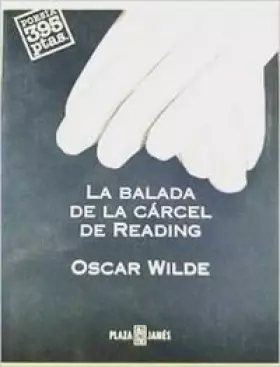 POESÍA
395
ptas.
LA BALADA
DE LA CÁRCEL
DE READING
OSCAR WILDE
PLAZA JANÉS